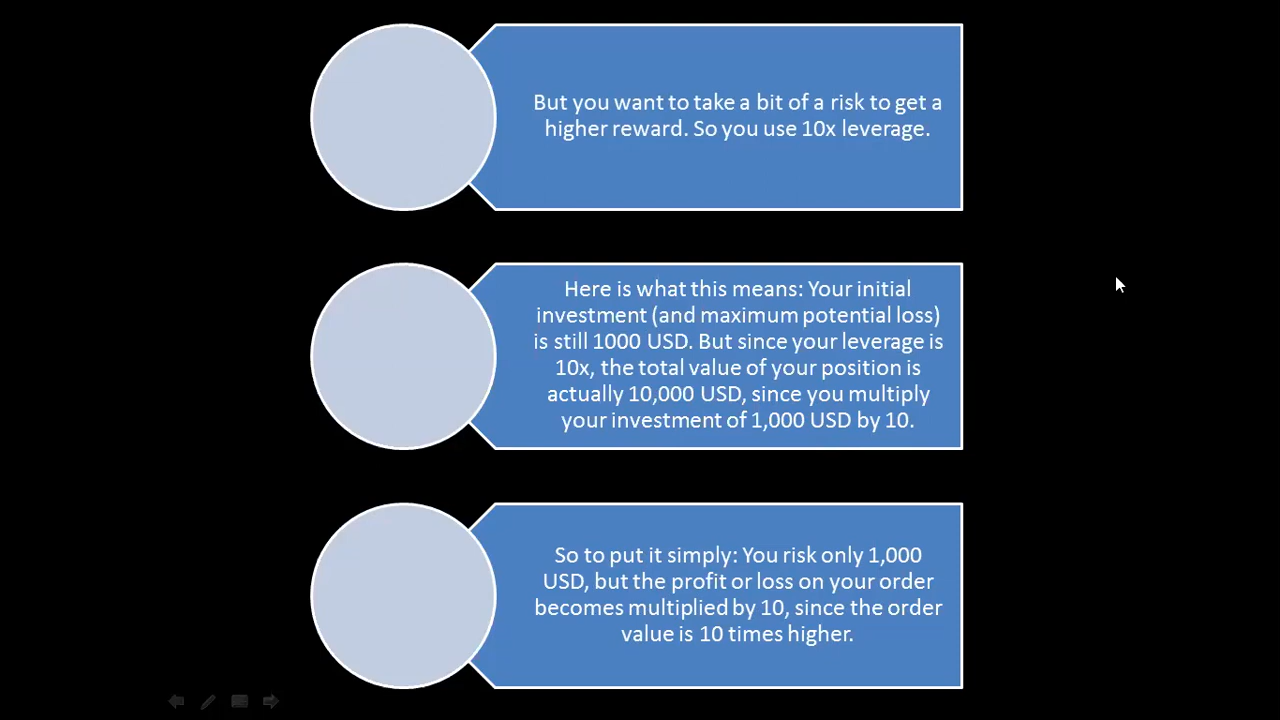 But you want to take a bit of a risk to get a
higher reward. So you use 10x leverage.
Here is what this means: Your initial
investment (and maximum potential loss)
is still 1000 USD. But since your leverage is
10x, the total value of your position is
actually 10,000 USD, since you multiply
your investment of 1,000 USD by 10.
So to put it simply: You risk only 1,000
USD, but the profit or loss on your order
becomes multiplied by 10, since the order
value is 10 times higher.